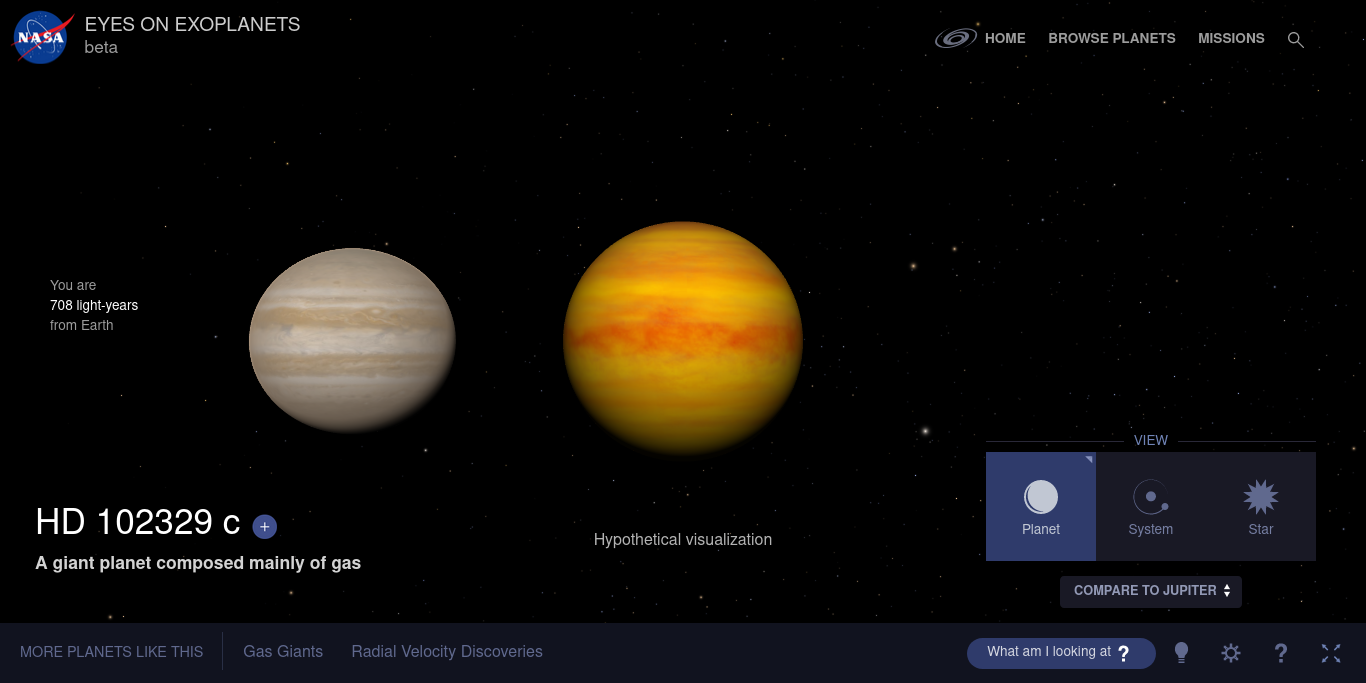 NASA
EYES ON EXOPLANETS
beta
HOME
BROWSE PLANETS
MISSIONS
You are
708 light-years
from Earth
HD 102329 c +
A giant planet composed mainly of gas
Hypothetical visualization
VIEW
Planet
System
Star
COMPARE TO JUPITER
MORE PLANETS LIKE THIS
Gas Giants
Radial Velocity Discoveries
What am I looking at ?
?